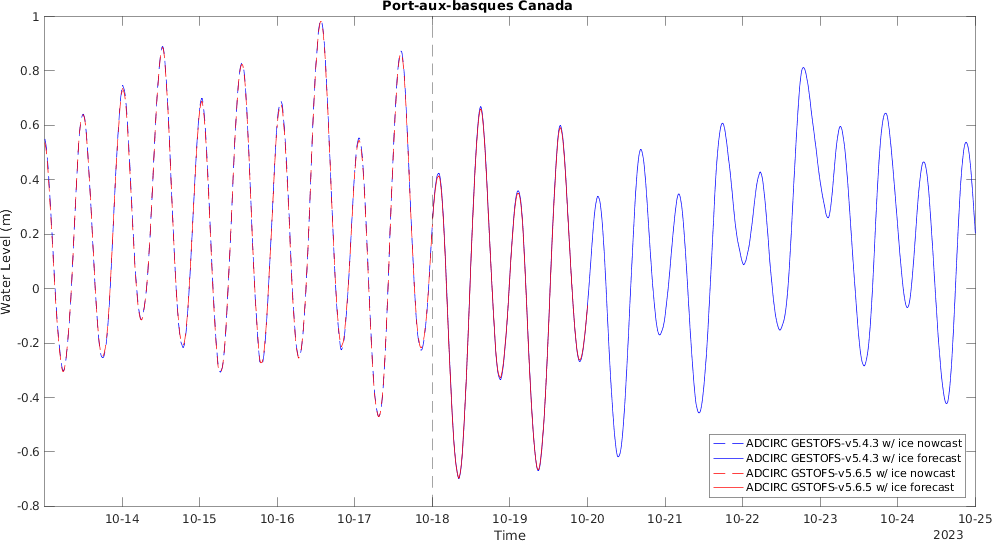 Port-aux-basques Canada
1
0.8
0.6
0.4
0.2
0
-0.2
-0.4
-0.6
-0.8
Water Level (m)
ADCIRC GESTOFS-v5.4.3 w/ ice nowcast
ADCIRC GESTOFS-v5.4.3 w/ ice forecast
ADCIRC GSTOFS-v5.6.5 w/ ice nowcast
ADCIRC GSTOFS-v5.6.5 w/ ice forecast
10-14 10-15 10-16 10-17 10-18 10-19 10-20 10-21 10-22 10-23 10-24 10-25
Time
2023